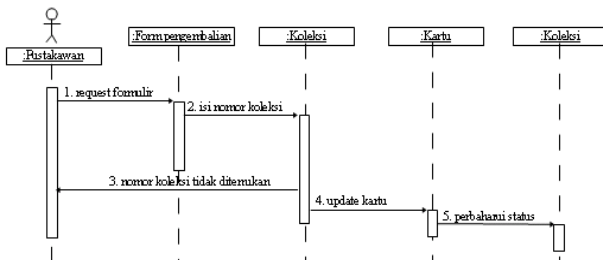 :Pustakawan
:Form pengembalian
:Koleksi
:Kartu
:Koleksi
1. request formulir
2. isi nomor koleksi
3. nomor koleksi tidak ditemukan
4. update kartu
5. perbaharui status